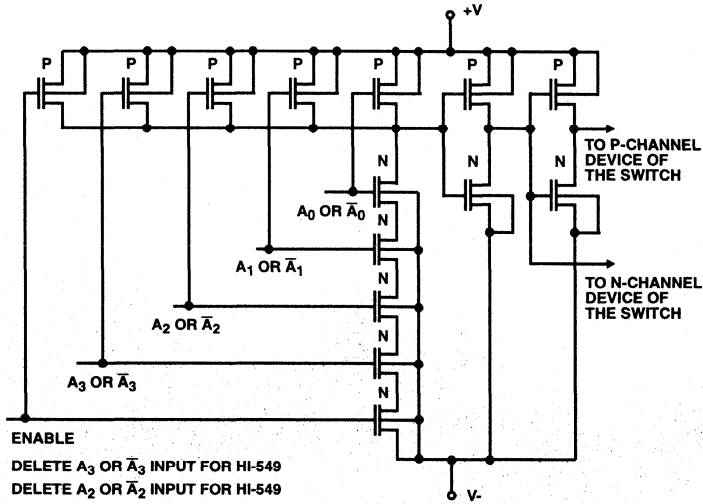 +V
P P P P P P P
TO P-CHANNEL
DEVICE OF
THE SWITCH
N N N
A0 OR A̅0
N
A1 OR A̅1
TO N-CHANNEL
DEVICE OF
THE SWITCH
N
A2 OR A̅2
N
A3 OR A̅3
N
ENABLE
DELETE A3 OR A̅3 INPUT FOR HI-549
DELETE A2 OR A̅2 INPUT FOR HI-549
V-